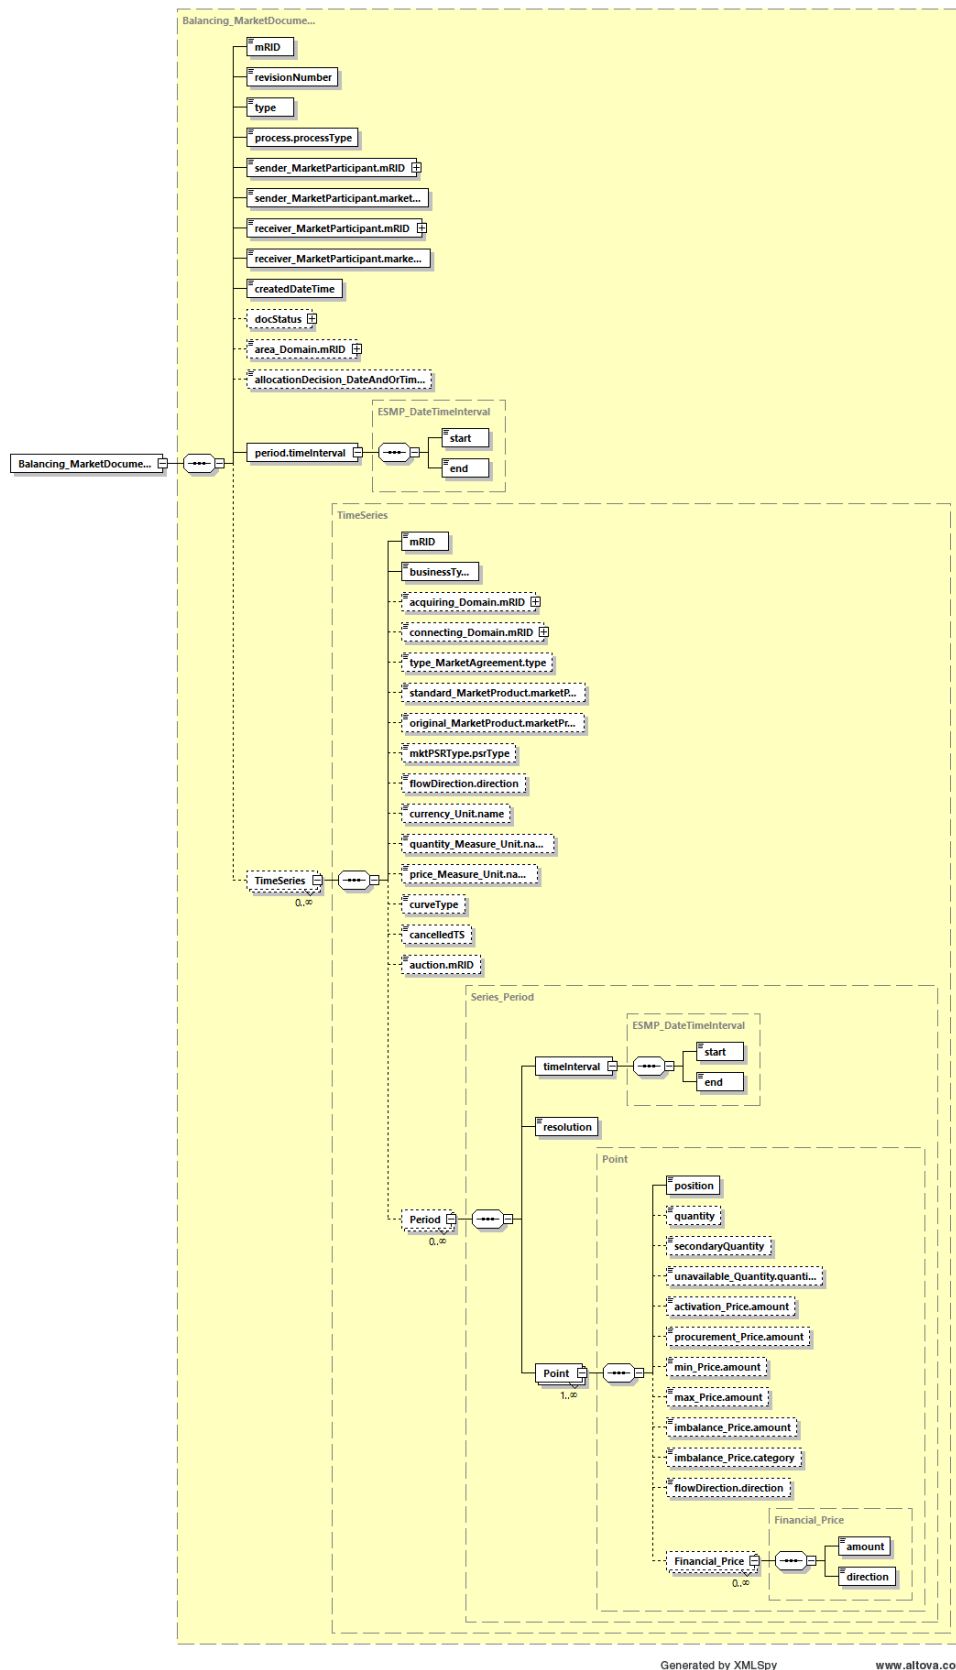 Balancing_MarketDocume...
mRID
revisionNumber
type
process.processType
sender_MarketParticipant.mRID
sender_MarketParticipant.market...
receiver_MarketParticipant.mRID
receiver_MarketParticipant.marke...
createdDateTime
docStatus
area_Domain.mRID
allocationDecision_DateAndOrTim...
ESMP_DateTimeInterval
start
period.timeInterval
Balancing_MarketDocume...
end
TimeSeries
mRID
businessTy...
acquiring_Domain.mRID
connecting_Domain.mRID
type_MarketAgreement.type
standard_MarketProduct.marketP...
original_MarketProduct.marketPr...
mktPSRType.psrType
flowDirection.direction
currency_Unit.name
quantity_Measure_Unit.na...
price_Measure_Unit.na...
TimeSeries
0..∞
curveType
cancelledTS
auction.mRID
Series_Period
ESMP_DateTimeInterval
start
timeInterval
end
resolution
Point
position
quantity
Period
0..∞
secondaryQuantity
unavailable_Quantity.quanti...
activation_Price.amount
procurement_Price.amount
min_Price.amount
Point
1..∞
max_Price.amount
imbalance_Price.amount
imbalance_Price.category
flowDirection.direction
Financial_Price
amount
Financial_Price
0..∞
direction
Generated by XMLSpy www.altova.co